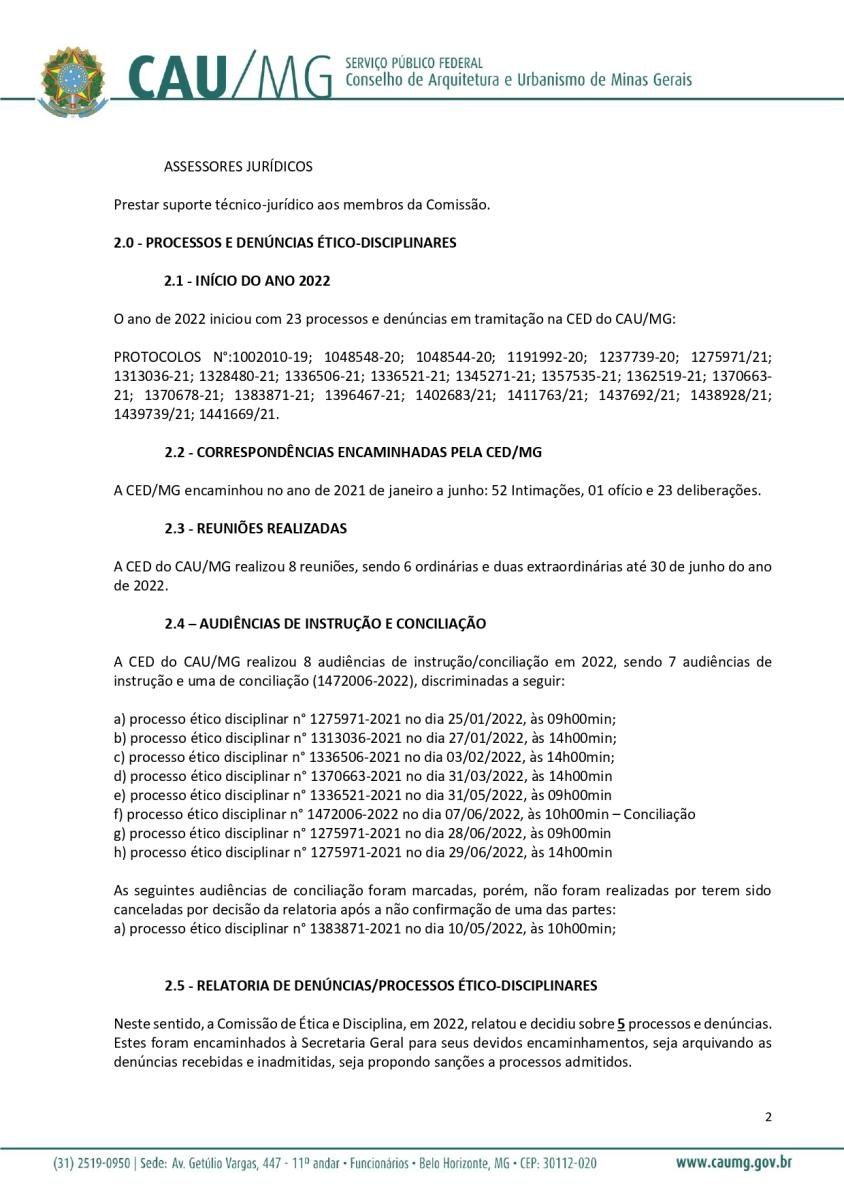 CAU/MG
SERVIÇO PÚBLICO FEDERAL
Conselho de Arquitetura e Urbanismo de Minas Gerais
ASSESSORES JURÍDICOS
Prestar suporte técnico-jurídico aos membros da Comissão.
2.0 - PROCESSOS E DENÚNCIAS ÉTICO-DISCIPLINARES
2.1 - INÍCIO DO ANO 2022
O ano de 2022 iniciou com 23 processos e denúncias em tramitação na CED do CAU/MG:
PROTOCOLOS N°:1002010-19; 1048548-20; 1048544-20; 1191992-20; 1237739-20; 1275971/21;
1313036-21; 1328480-21; 1336506-21; 1336521-21; 1345271-21; 1357535-21; 1362519-21; 1370663-
21; 1370678-21; 1383871-21; 1396467-21; 1402683/21; 1411763/21; 1437692/21; 1438928/21;
1439739/21; 1441669/21.
2.2 - CORRESPONDÊNCIAS ENCAMINHADAS PELA CED/MG
A CED/MG encaminhou no ano de 2021 de janeiro a junho: 52 Intimações, 01 ofício e 23 deliberações.
2.3 - REUNIÕES REALIZADAS
A CED do CAU/MG realizou 8 reuniões, sendo 6 ordinárias e duas extraordinárias até 30 de junho do ano
de 2022.
2.4 – AUDIÊNCIAS DE INSTRUÇÃO E CONCILIAÇÃO
A CED do CAU/MG realizou 8 audiências de instrução/conciliação em 2022, sendo 7 audiências de
instrução e uma de conciliação (1472006-2022), discriminadas a seguir:
a) processo ético disciplinar n° 1275971-2021 no dia 25/01/2022, às 09h00min;
b) processo ético disciplinar n° 1313036-2021 no dia 27/01/2022, às 14h00min;
c) processo ético disciplinar n° 1336506-2021 no dia 03/02/2022, às 14h00min;
d) processo ético disciplinar n° 1370663-2021 no dia 31/03/2022, às 14h00min
e) processo ético disciplinar n° 1336521-2021 no dia 31/05/2022, às 09h00min
f) processo ético disciplinar n° 1472006-2022 no dia 07/06/2022, às 10h00min – Conciliação
g) processo ético disciplinar n° 1275971-2021 no dia 28/06/2022, às 09h00min
h) processo ético disciplinar n° 1275971-2021 no dia 29/06/2022, às 14h00min
As seguintes audiências de conciliação foram marcadas, porém, não foram realizadas por terem sido
canceladas por decisão da relatoria após a não confirmação de uma das partes:
a) processo ético disciplinar n° 1383871-2021 no dia 10/05/2022, às 10h00min;
2.5 - RELATORIA DE DENÚNCIAS/PROCESSOS ÉTICO-DISCIPLINARES
Neste sentido, a Comissão de Ética e Disciplina, em 2022, relatou e decidiu sobre 5 processos e denúncias.
Estes foram encaminhados à Secretaria Geral para seus devidos encaminhamentos, seja arquivando as
denúncias recebidas e inadmitidas, seja propondo sanções a processos admitidos.
2
(31) 2519-0950 | Sede: Av. Getúlio Vargas, 447 - 11º andar • Funcionários • Belo Horizonte, MG • CEP: 30112-020
www.caumg.gov.br